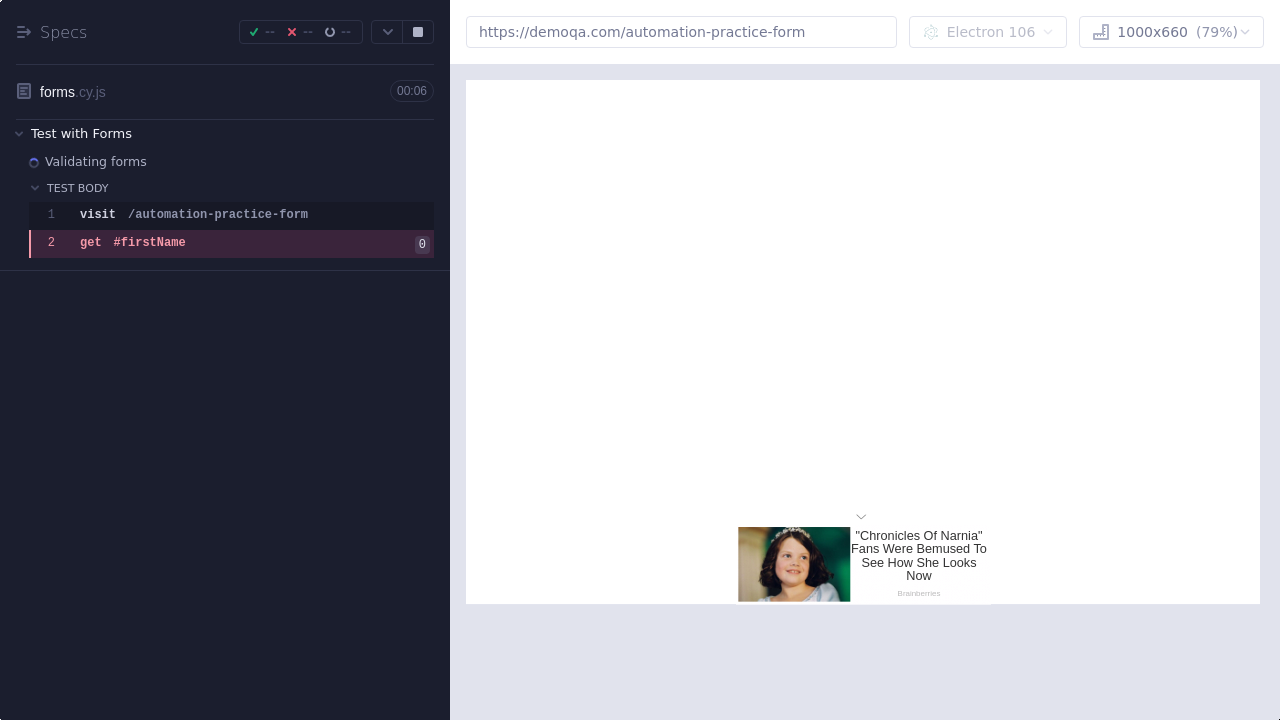 Specs
-- -- --
https://demoqa.com/automation-practice-form
Electron 106
1000x660 (79%)
forms.cy.js
00:06
Test with Forms
Validating forms
TEST BODY
1 visit /automation-practice-form
2 get #firstName 0
"Chronicles Of Narnia"
Fans Were Bemused To
See How She Looks
Now
Brainberries